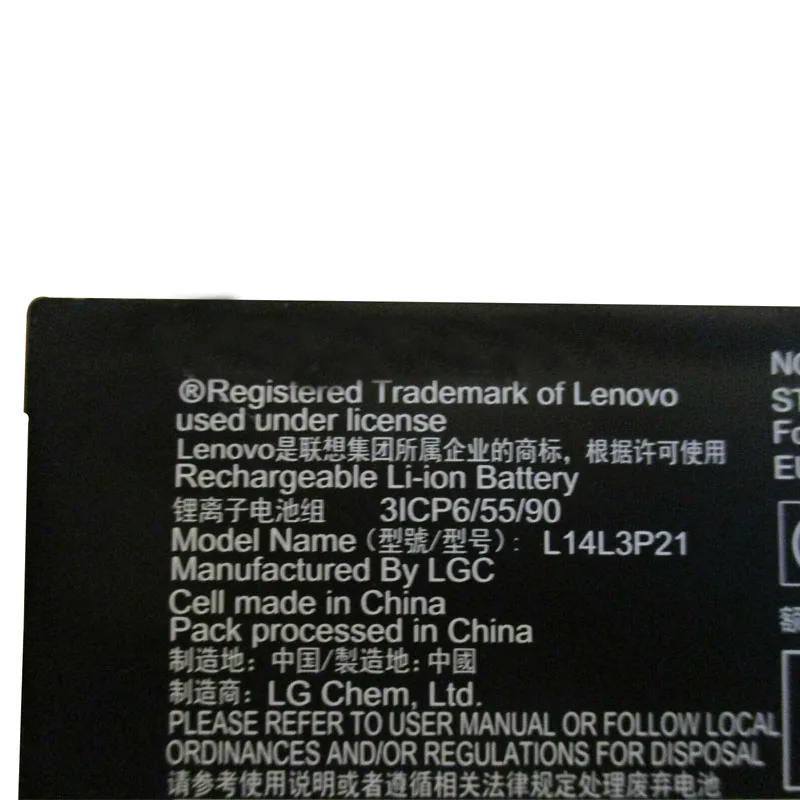 ®Registered Trademark of Lenovo
used under license
Lenovo是联想集团所属企业的商标，根据许可使用
Rechargeable Li-ion Battery
锂离子电池组 3ICP6/55/90
Model Name（型號/型号）: L14L3P21
Manufactured By LGC
Cell made in China
Pack processed in China
制造地：中国/製造地：中國
制造商：LG Chem, Ltd.
PLEASE REFER TO USER MANUAL OR FOLLOW LOCAL
ORDINANCES AND/OR REGULATIONS FOR DISPOSAL
请参考使用说明或者遵循相关法律规定处理废弃电池